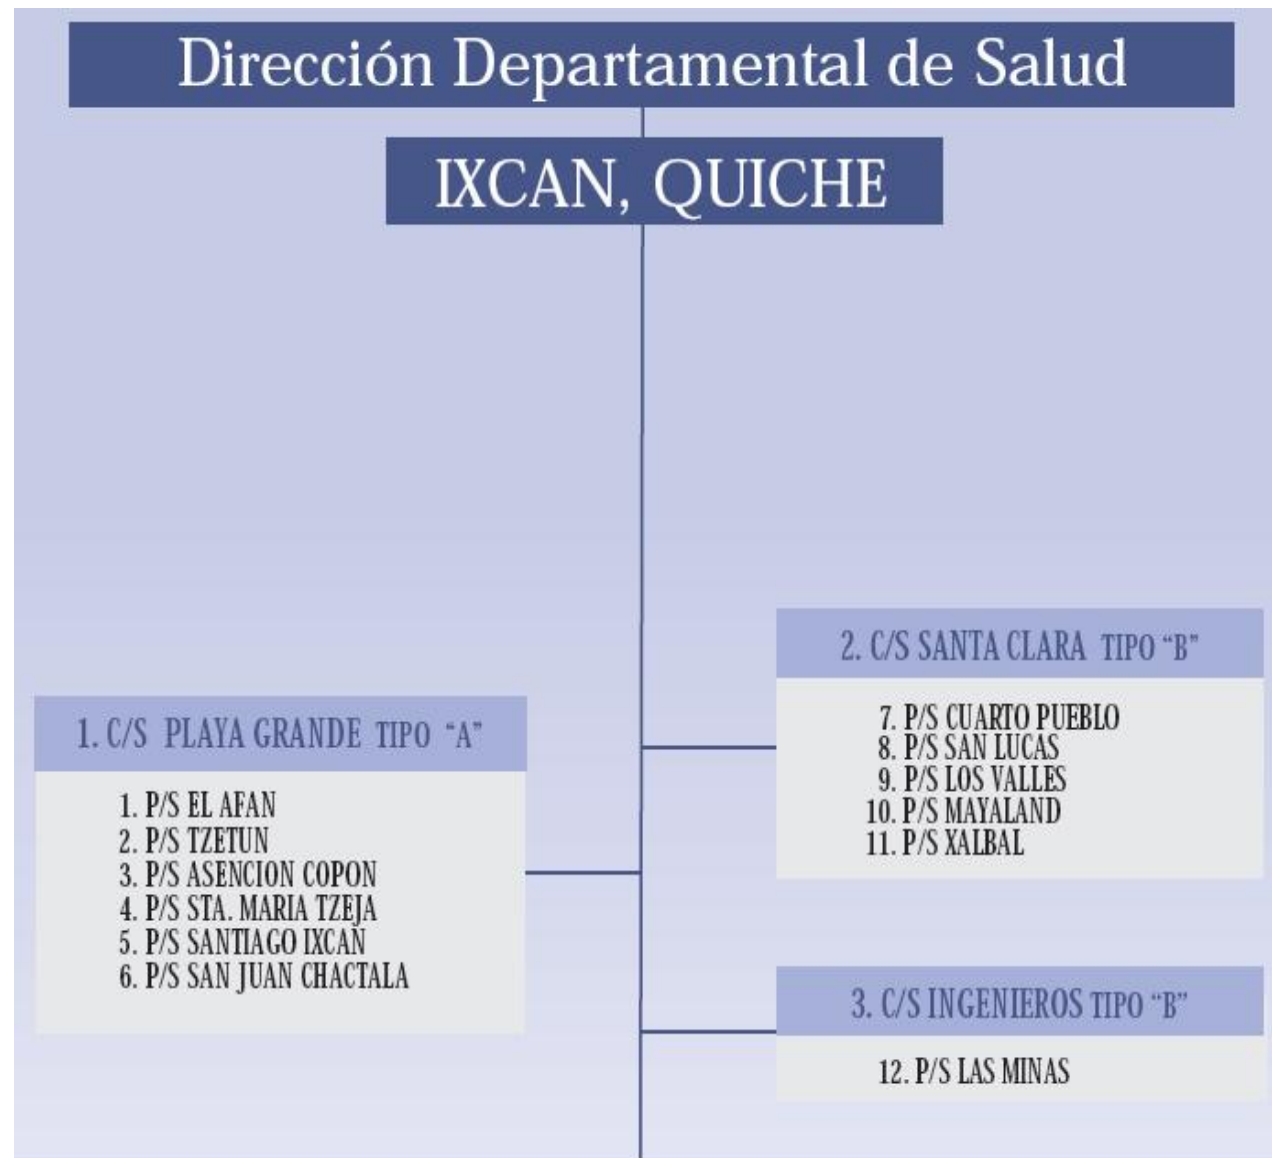 Dirección Departamental de Salud
IXCAN, QUICHE
1. C/S PLAYA GRANDE TIPO “A”
1. P/S EL AFAN
2. P/S TZETUN
3. P/S ASENCION COPON
4. P/S STA. MARIA TZEJA
5. P/S SANTIAGO IXCAN
6. P/S SAN JUAN CHACTALA
2. C/S SANTA CLARA TIPO “B”
7. P/S CUARTO PUEBLO
8. P/S SAN LUCAS
9. P/S LOS VALLES
10. P/S MAYALAND
11. P/S XALBAL
3. C/S INGENIEROS TIPO “B”
12. P/S LAS MINAS